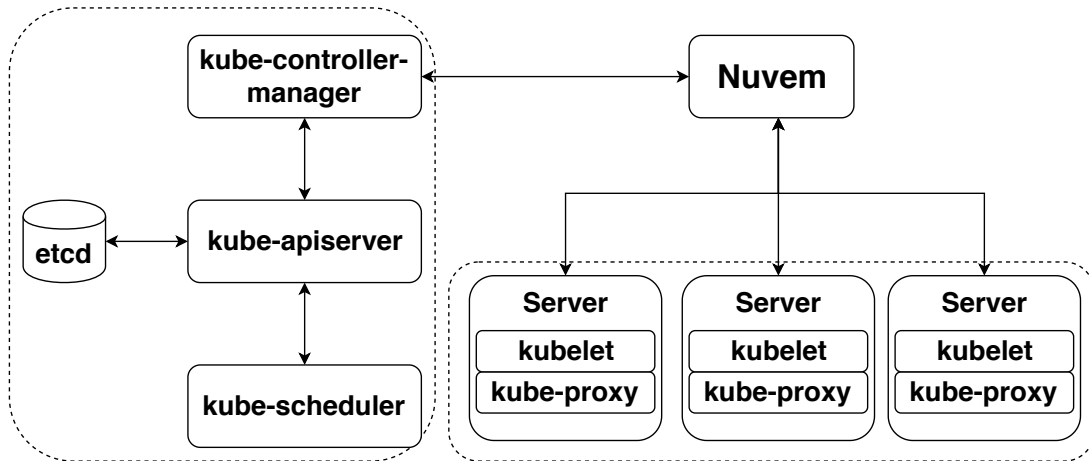 kube-controller-
manager
Nuvem
etcd
kube-apiserver
kube-scheduler
Server
kubelet
kube-proxy
Server
kubelet
kube-proxy
Server
kubelet
kube-proxy